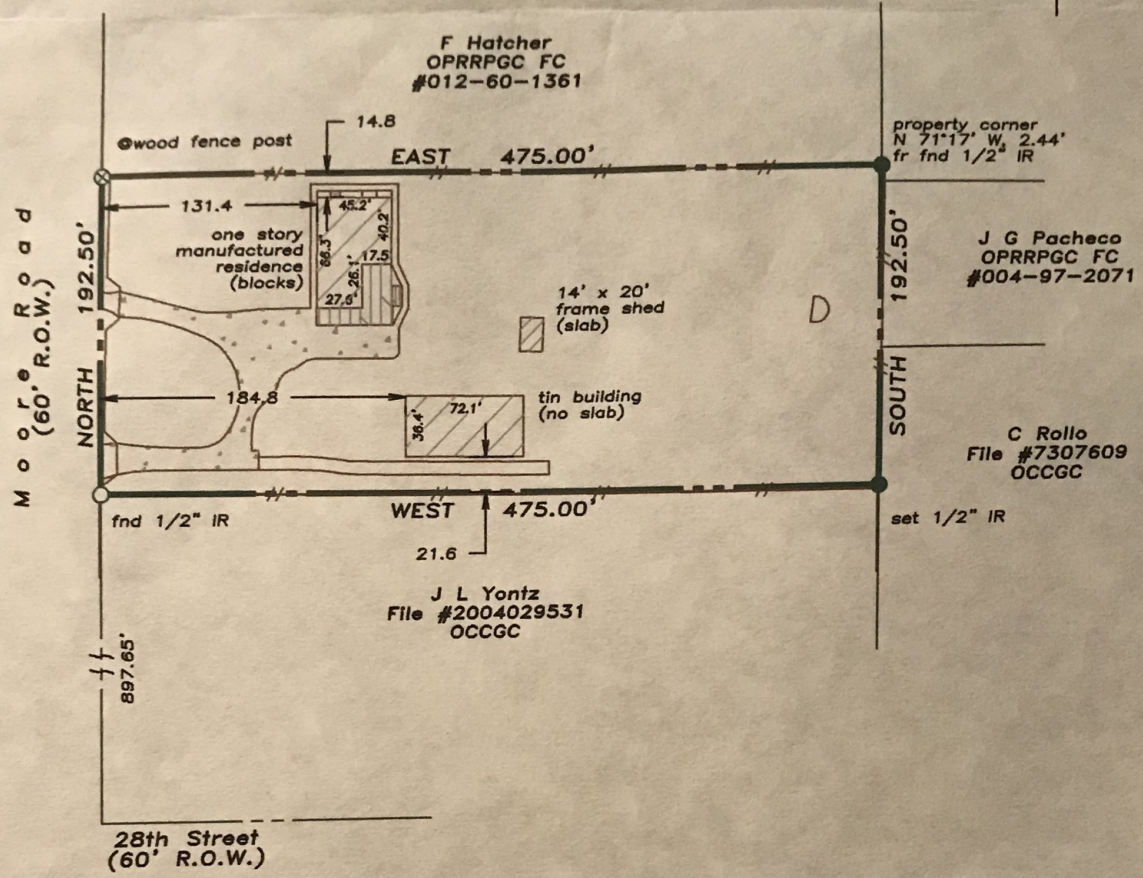 F Hatcher
OPRRPGC FC
#012-60-1361
14.8
@wood fence post
EAST 475.00'
property corner
N 71°17' W, 2.44'
fr fnd 1/2" IR
131.4
45.2'
66.3'
40.2'
one story
manufactured
residence
(blocks)
17.5
26.1'
27.6'
Moore Road
(60' R.O.W.)
NORTH 192.50'
14' x 20'
frame shed
(slab)
D
SOUTH 192.50'
J G Pacheco
OPRRPGC FC
#004-97-2071
184.8
72.1'
36.4'
tin building
(no slab)
C Rollo
File #7307609
OCCGC
fnd 1/2" IR
WEST 475.00'
set 1/2" IR
21.6
J L Yontz
File #2004029531
OCCGC
897.65'
28th Street
(60' R.O.W.)